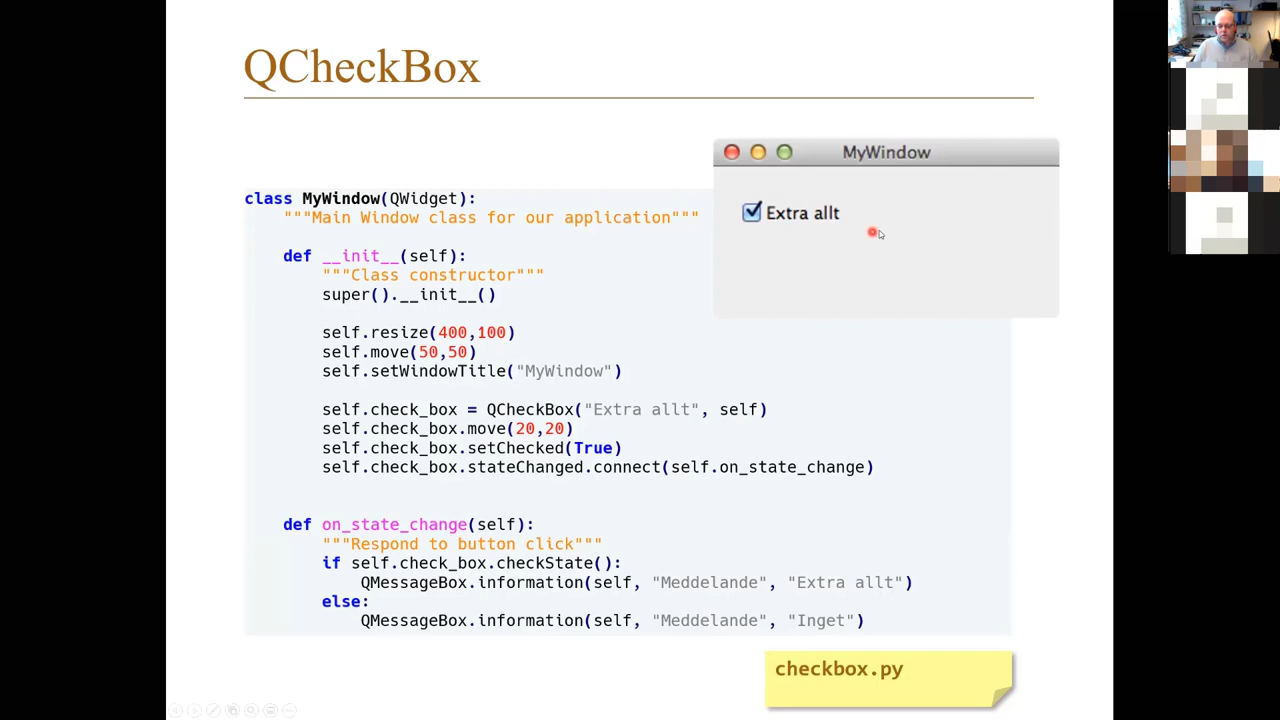 QCheckBox
MyWindow
Extra allt
class MyWindow(QWidget):
    """Main Window class for our application"""
    def __init__(self):
        """Class constructor"""
        super().__init__()
        self.resize(400,100)
        self.move(50,50)
        self.setWindowTitle("MyWindow")
        self.check_box = QCheckBox("Extra allt", self)
        self.check_box.move(20,20)
        self.check_box.setChecked(True)
        self.check_box.stateChanged.connect(self.on_state_change)
    def on_state_change(self):
        """Respond to button click"""
        if self.check_box.checkState():
            QMessageBox.information(self, "Meddelande", "Extra allt")
        else:
            QMessageBox.information(self, "Meddelande", "Inget")
checkbox.py